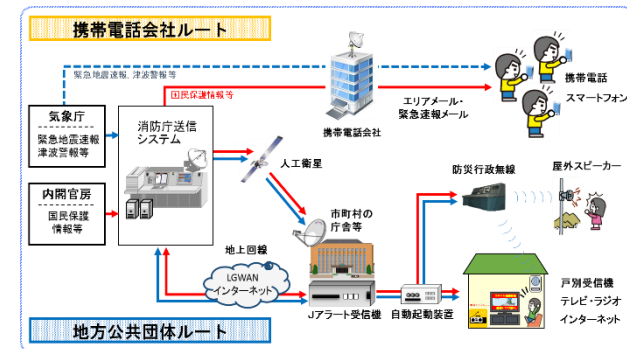 携帯電話会社ルート
緊急地震速報、津波警報等
国民保護情報等
携帯電話会社
エリアメール・
緊急速報メール
携帯電話
スマートフォン
気象庁
緊急地震速報
津波警報等
消防庁送信
システム
内閣官房
国民保護
情報等
人工衛星
防災行政無線
屋外スピーカー
市町村の
庁舎等
地上回線
LGWAN
インターネット
Jアラート受信機
自動起動装置
戸別受信機
テレビ・ラジオ
インターネット
地方公共団体ルート